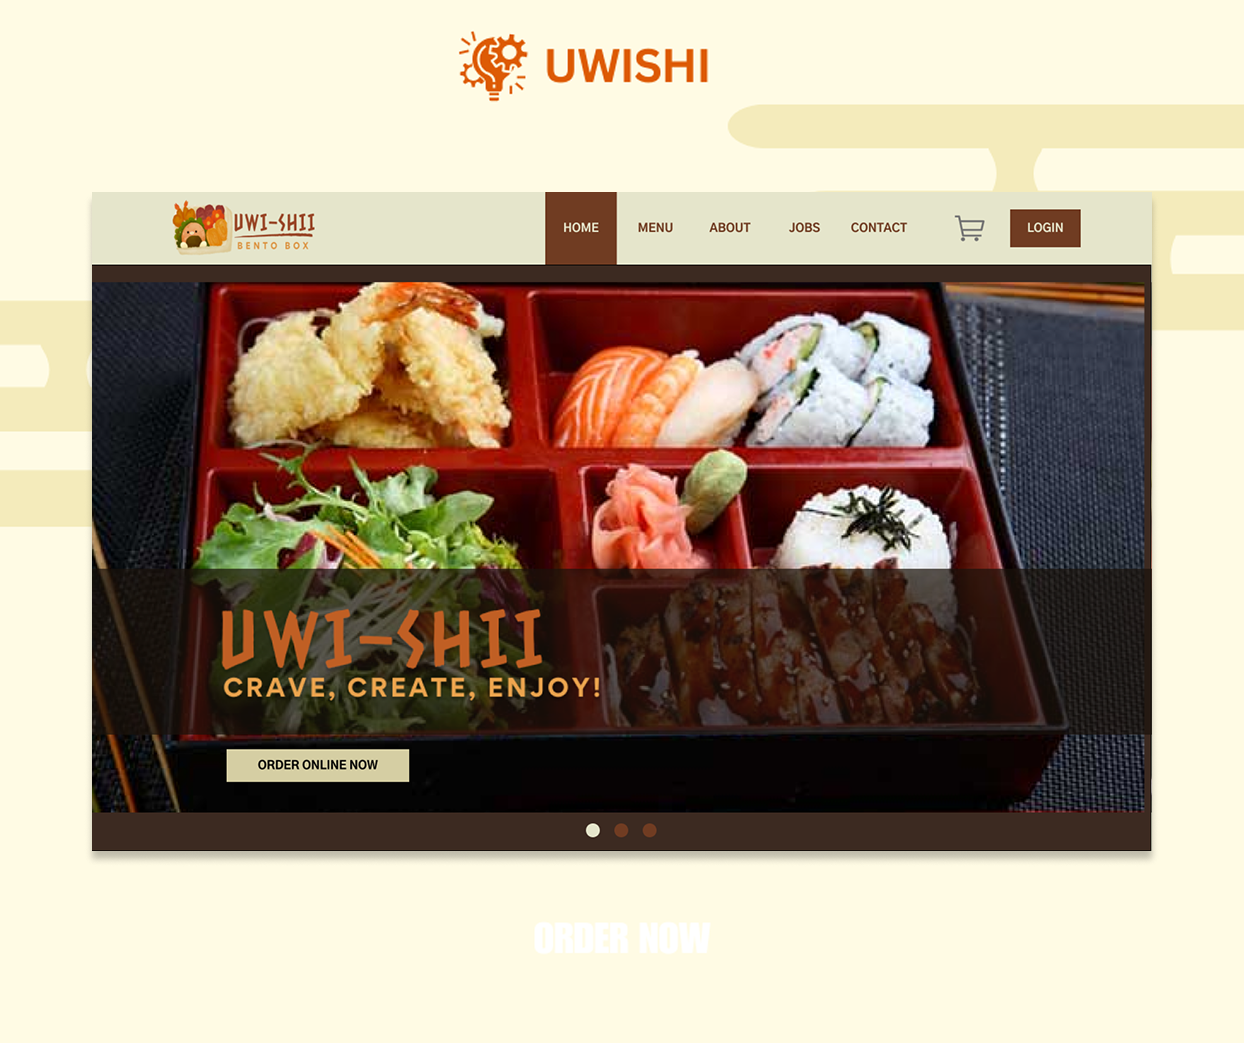 UWISHI
UWI-SHII
BENTO BOX
HOME MENU ABOUT JOBS CONTACT LOGIN
UWI-SHII
CRAVE, CREATE, ENJOY!
ORDER ONLINE NOW
ORDER NOW